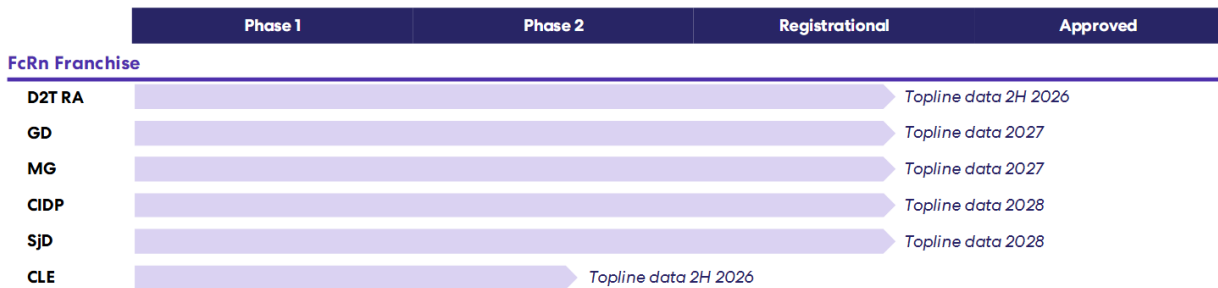 Phase 1 Phase 2 Registrational Approved
FcRn Franchise
D2T RA Topline data 2H 2026
GD Topline data 2027
MG Topline data 2027
CIDP Topline data 2028
SjD Topline data 2028
CLE Topline data 2H 2026